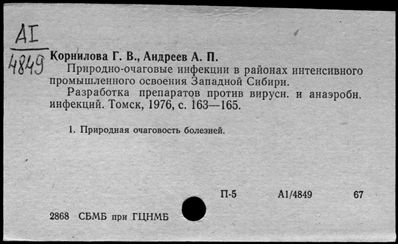 AI
4849
Корнилова Г. В., Андреев А. П.
Природно-очаговые инфекции в районах интенсивного
промышленного освоения Западной Сибири.
Разработка препаратов против вирусн. и анаэробн.
инфекций. Томск, 1976, с. 163—165.
1. Природная очаговость болезней.
П-5 А1/4849 67
2868 СБМБ при ГЦНМБ